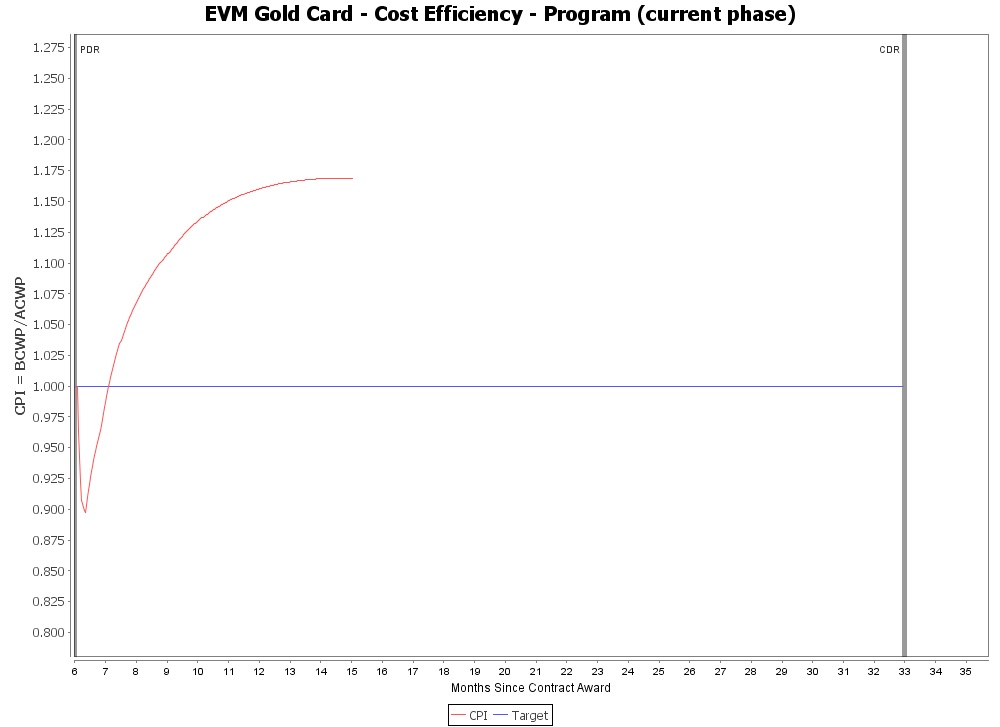 EVM Gold Card - Cost Efficiency - Program (current phase)
PDR
CDR
CPI = BCWP/ACWP
1.275
1.250
1.225
1.200
1.175
1.150
1.125
1.100
1.075
1.050
1.025
1.000
0.975
0.950
0.925
0.900
0.875
0.850
0.825
0.800
6 7 8 9 10 11 12 13 14 15 16 17 18 19 20 21 22 23 24 25 26 27 28 29 30 31 32 33 34 35
Months Since Contract Award
CPI Target